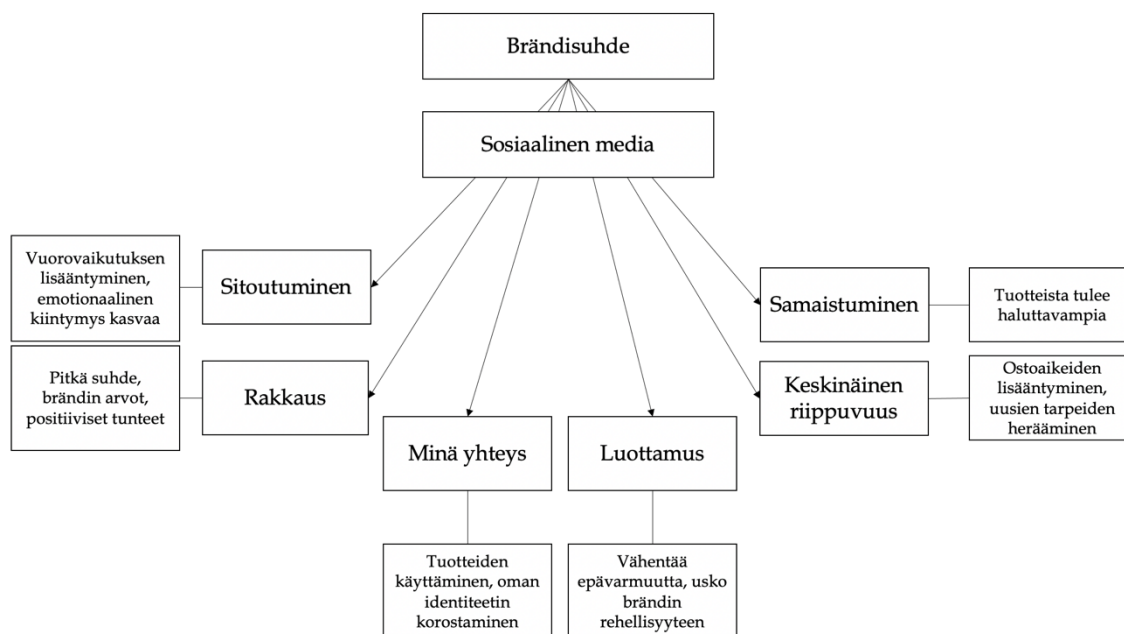 Brändisuhde
Sosiaalinen media
Vuorovaikutuksen
lisääntyminen,
emotionaalinen
kiintymys kasvaa
Sitoutuminen
Samaistuminen
Tuotteista tulee
haluttavampia
Pitkä suhde,
brändin arvot,
positiiviset tunteet
Rakkaus
Keskinäinen
riippuvuus
Ostoaikeiden
lisääntyminen,
uusien tarpeiden
herääminen
Minä yhteys
Luottamus
Tuotteiden
käyttäminen, oman
identiteetin
korostaminen
Vähentää
epävarmuutta, usko
brändin
rehellisyyteen